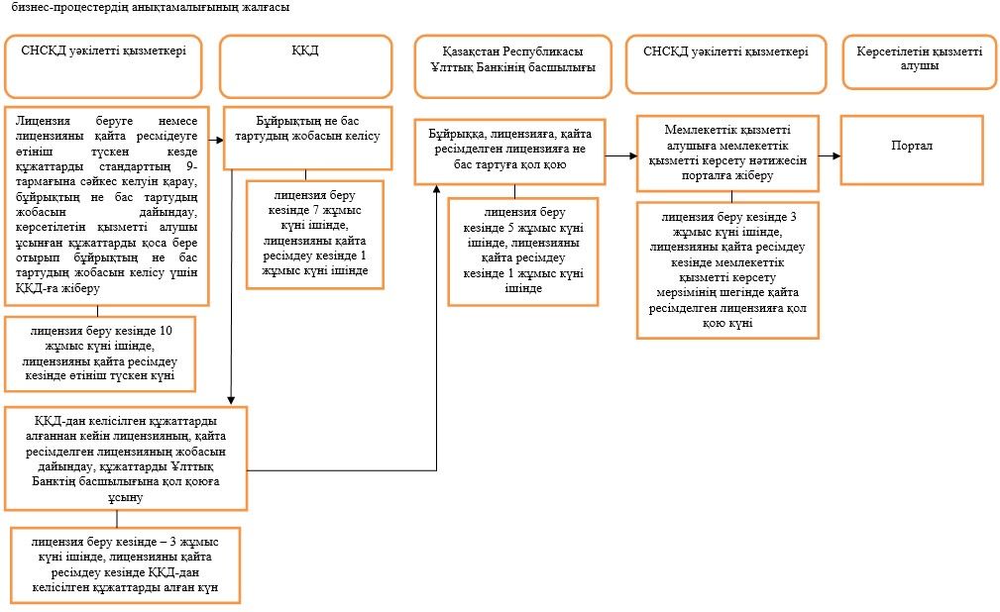 бизнес-процестердің анықтамалығының жалғасы
СНСҚД уәкілетті қызметкері
ҚҚД
Қазақстан Республикасы
Ұлттық Банкінің басшылығы
СНСҚД уәкілетті қызметкері
Көрсетілетін қызметті
алушы
Лицензия беруге немесе
лицензияны қайта ресмідеуге
өтініш түскен кезде
құжаттарды стандарттың 9-
тармағына сәйкес келуін қарау,
бұйрықтың не бас тартудың
жобасын дайындау,
көрсетілетін қызметті алушы
ұсынған құжаттарды қоса бере
отырып бұйрықтың не бас
тартудың жобасын келісу үшін
ҚҚД-ға жіберу
лицензия беру кезінде 10
жұмыс күні ішінде,
лицензияны қайта ресімдеу
кезінде өтініш түскен күні
Бұйрықтың не бас
тартудың жобасын келісу
лицензия беру
кезінде 7 жұмыс
күні ішінде,
лицензияны қайта
ресімдеу кезінде 1
жұмыс күні ішінде
Бұйрыққа, лицензияға, қайта
ресімделген лицензияға не
бас тартуға қол қою
лицензия беру
кезінде 5 жұмыс күні
ішінде, лицензияны
қайта ресімдеу
кезінде 1 жұмыс күні
ішінде
Мемлекеттік қызметті
алушыға мемлекеттік
қызметті көрсету нәтижесін
порталға жіберу
лицензия беру кезінде 3
жұмыс күні ішінде,
лицензияны қайта ресімдеу
кезінде мемлекеттік
қызметті көрсету
мерзімінің шегінде қайта
ресімделген лицензияға қол
қою күні
Портал
ҚҚД-дан келісілген құжаттарды
алғаннан кейін лицензияның, қайта
ресімделген лицензияның жобасын
дайындау, құжаттарды Ұлттық
Банктің басшылығына қол қоюға
ұсыну
лицензия беру кезінде – 3 жұмыс
күні ішінде, лицензияны қайта
ресімдеу кезінде ҚҚД-дан
келісілген құжаттарды алған күн